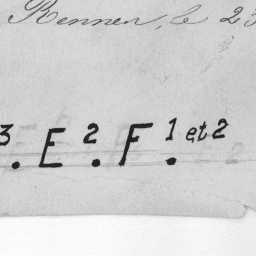 Rennes, le 23
3. E 2. F. 1 et 2